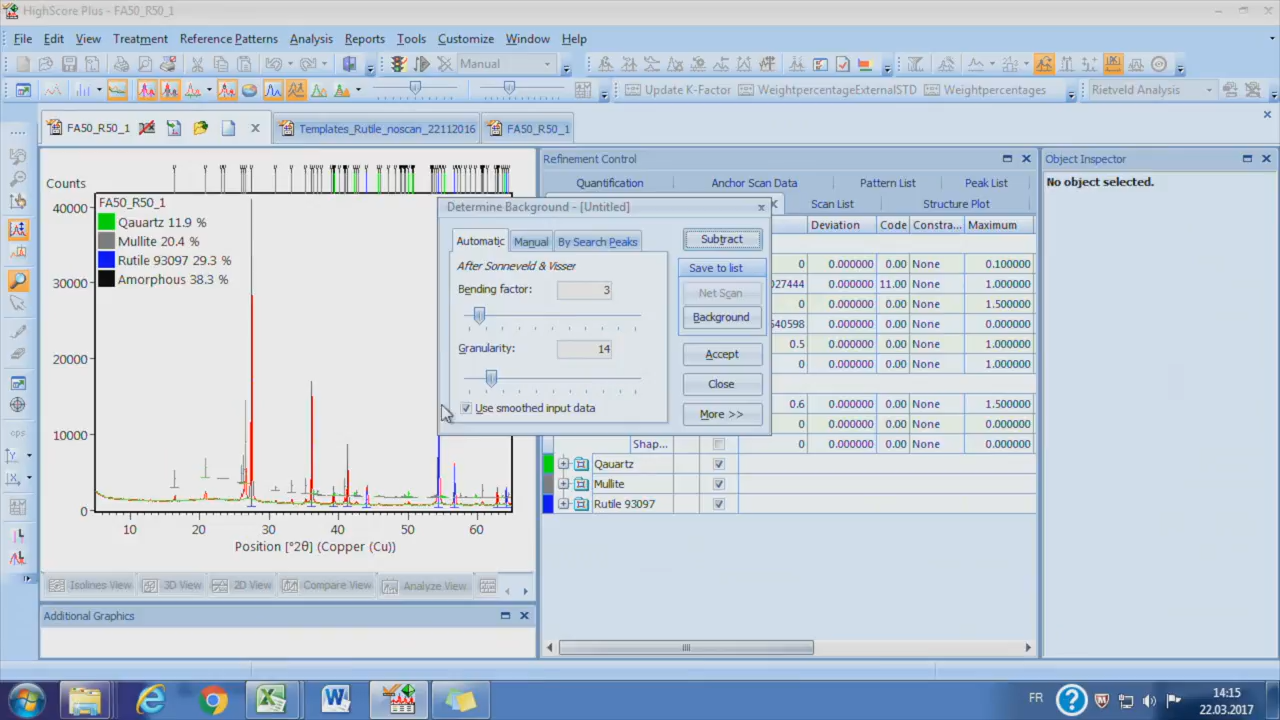 HighScore Plus - FA50_R50_1
File Edit View Treatment Reference Patterns Analysis Reports Tools Customize Window Help
Manual
Update K-Factor WeightpercentageExternalSTD Weightpercentages Rietveld Analysis
FA50_R50_1 Templates_Rutile_noscan_22112016 FA50_R50_1
Counts
40000
30000
20000
10000
0
FA50_R50_1
Qauartz 11.9 %
Mullite 20.4 %
Rutile 93097 29.3 %
Amorphous 38.3 %
10 20 30 40 50 60
Position [°2θ] (Copper (Cu))
Isolines View 3D View 2D View Compare View Analyze View
Additional Graphics
Determine Background - [Untitled]
Automatic Manual By Search Peaks
After Sonneveld & Visser
Bending factor: 3
Granularity: 14
Use smoothed input data
Subtract
Save to list
Net Scan
Background
Accept
Close
More >>
Refinement Control
Quantification Anchor Scan Data Pattern List Peak List
Scan List Structure Plot
Deviation Code Constra... Maximum
0 0.000000 0.00 None 0.100000
027444 0.000000 11.00 None 1.000000
0 0.000000 0.00 None 1.500000
640598 0.000000 0.00 None 0.000000
0.5 0.000000 0.00 None 1.000000
0 0.000000 0.00 None 1.000000
0.6 0.000000 0.00 None 1.500000
0 0.000000 0.00 None 0.000000
Shap... 0 0.000000 0.00 None 0.000000
Qauartz
Mullite
Rutile 93097
Object Inspector
No object selected.
cps
FR
14:15
22.03.2017